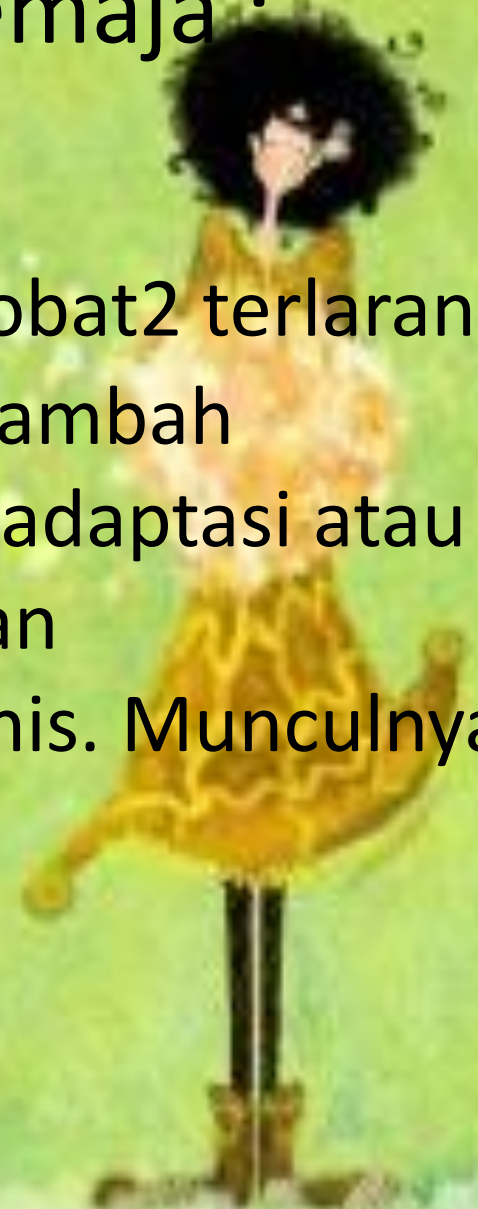 emaja :
obat2 terlaran
ambah
adaptasi atau
an
nis. Munculnya